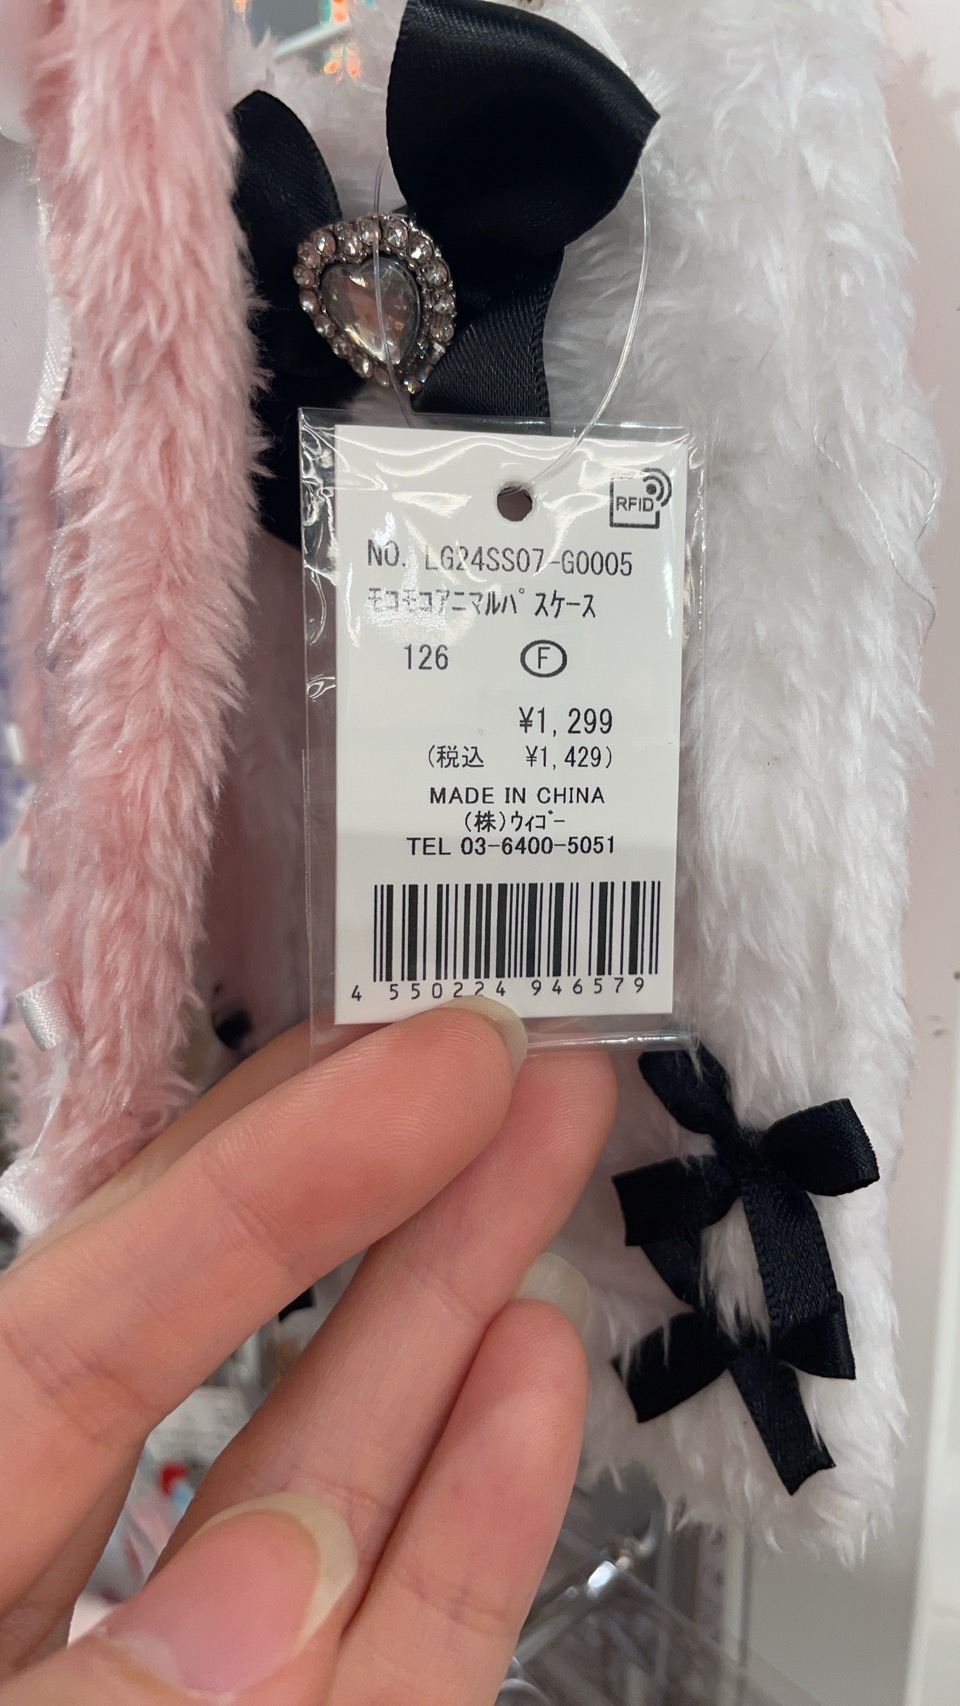 RFID
NO. LG24SS07-G0005
モコモコアニマルパスケース
126 Ⓕ
¥1,299
(税込 ¥1,429)
MADE IN CHINA
(株)ウィゴー
TEL 03-6400-5051
4 550224 946579